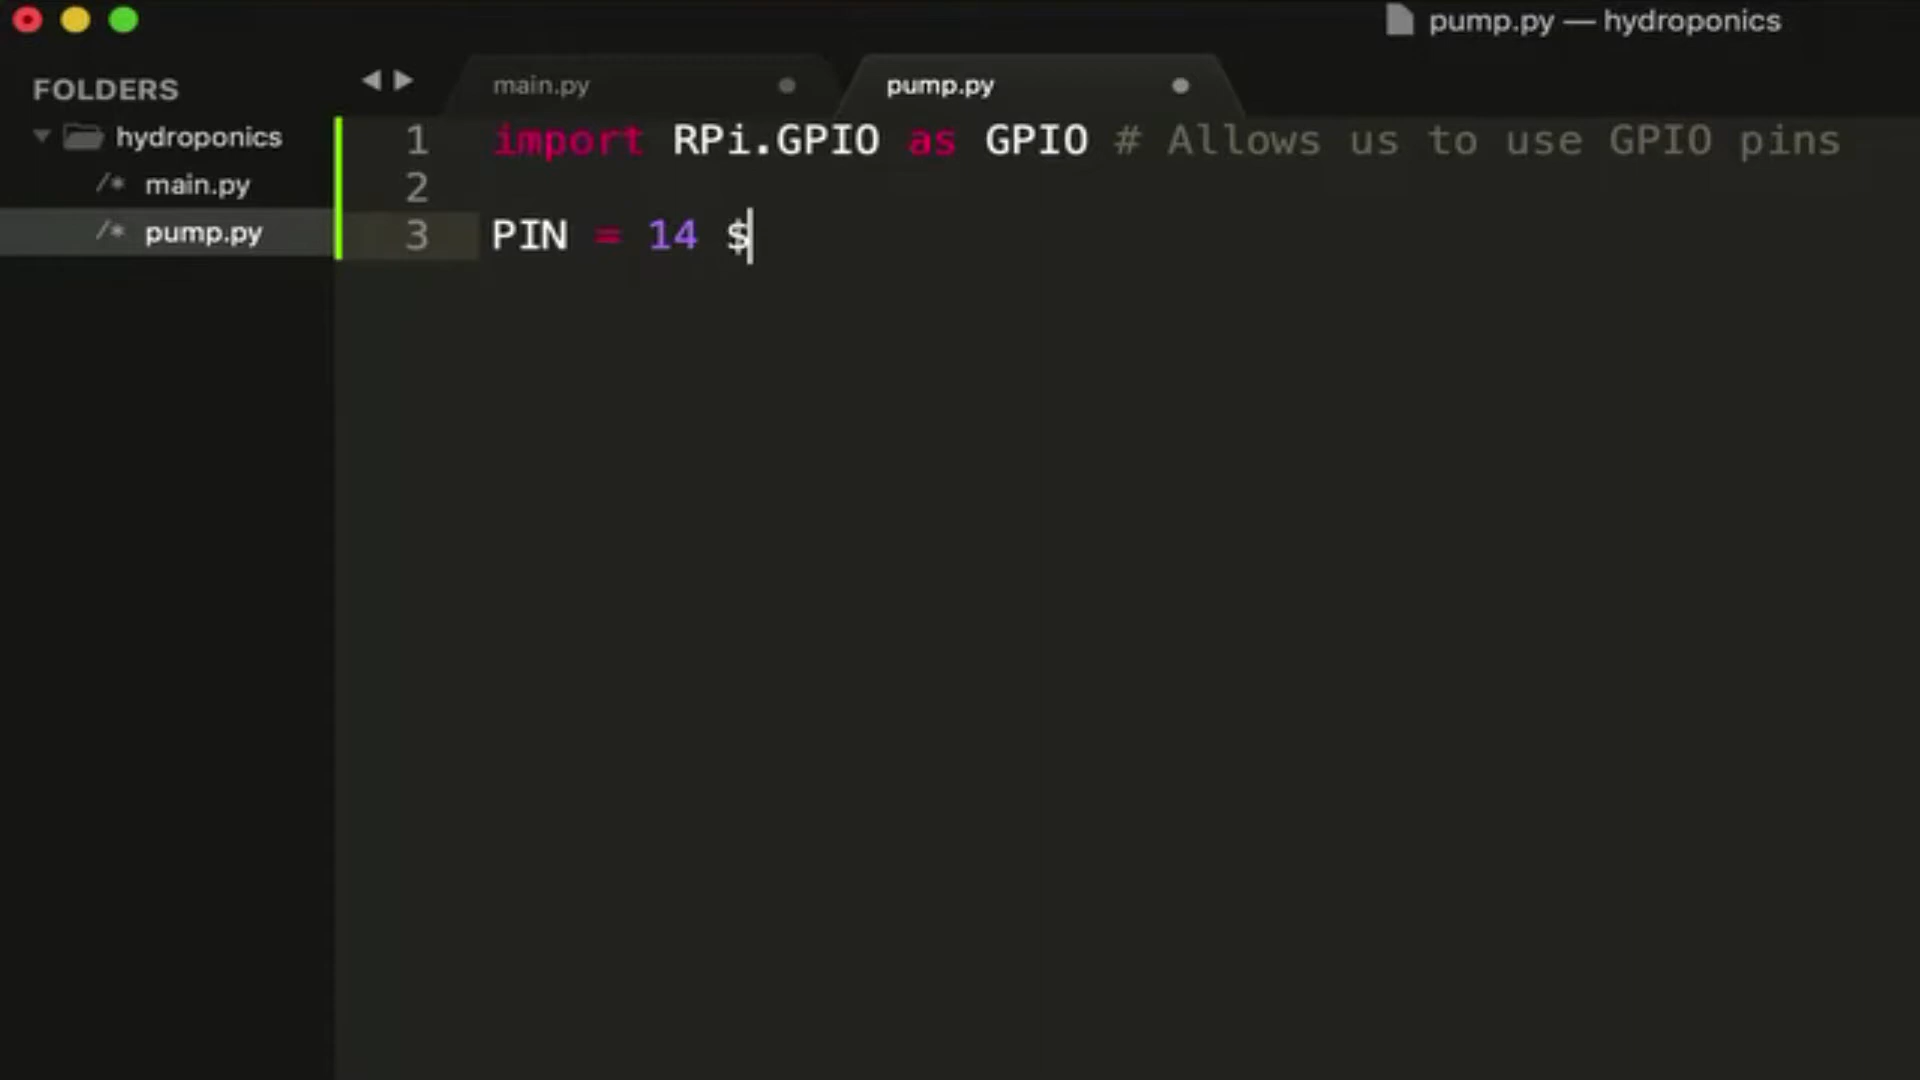 pump.py — hydroponics
FOLDERS
hydroponics
/* main.py
/* pump.py
main.py
pump.py
1 import RPi.GPIO as GPIO # Allows us to use GPIO pins
2
3 PIN = 14 $